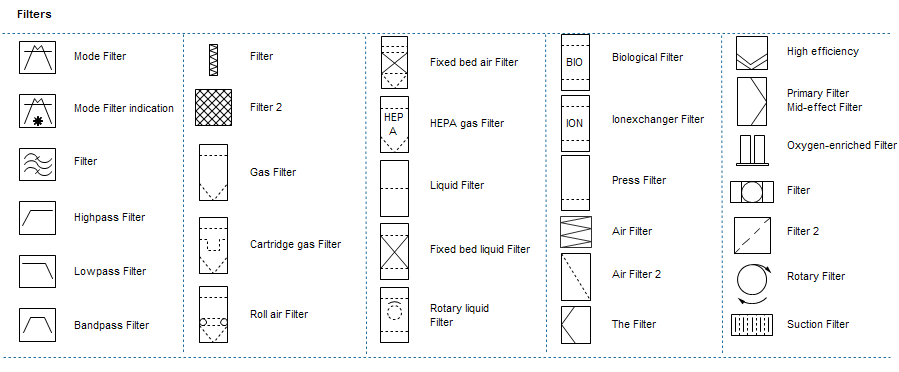 Filters
Mode Filter
Mode Filter indication
Filter
Highpass Filter
Lowpass Filter
Bandpass Filter
Filter
Filter 2
Gas Filter
Cartridge gas Filter
Roll air Filter
Fixed bed air Filter
HEP
A
HEPA gas Filter
Liquid Filter
Fixed bed liquid Filter
Rotary liquid
Filter
BIO
Biological Filter
ION
Ionexchanger Filter
Press Filter
Air Filter
Air Filter 2
The Filter
High efficiency
Primary Filter
Mid-effect Filter
Oxygen-enriched Filter
Filter
Filter 2
Rotary Filter
Suction Filter